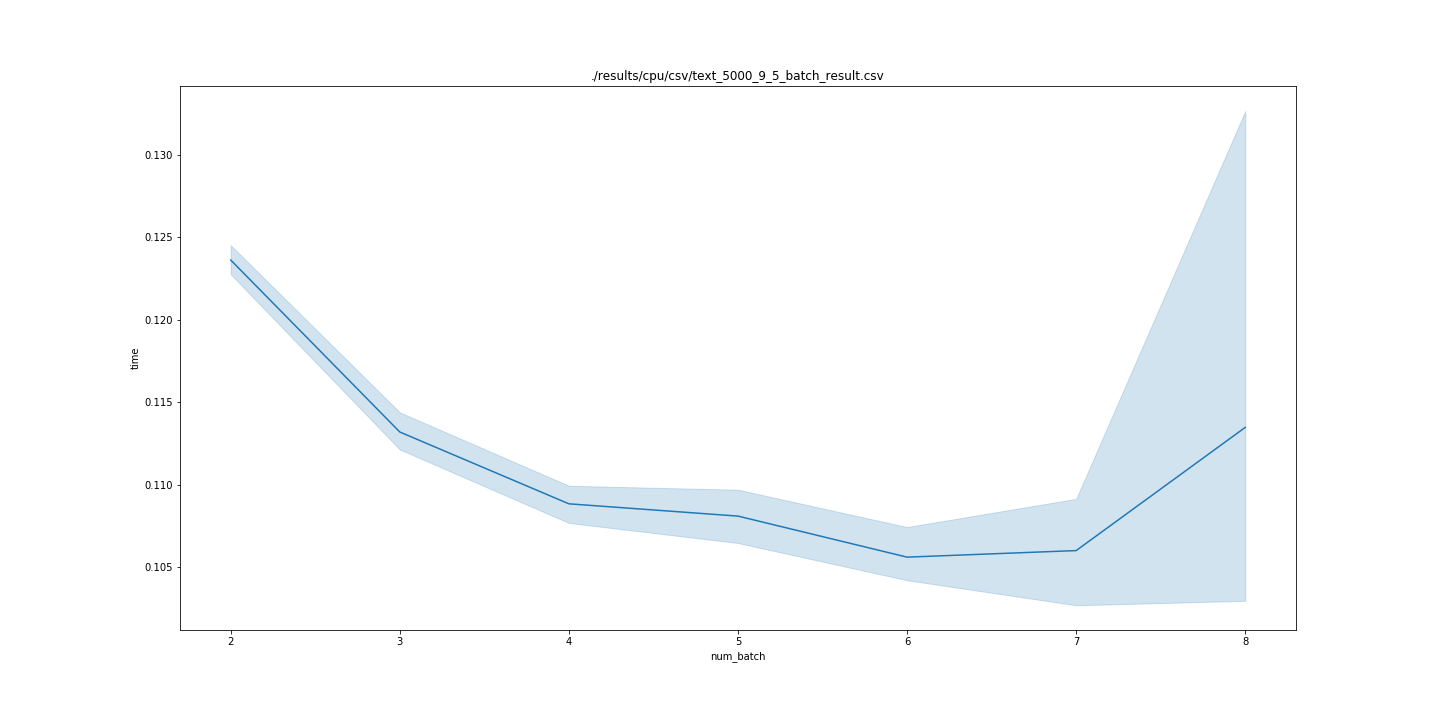 ./results/cpu/csv/text_5000_9_5_batch_result.csv
0.130
0.125
0.120
0.115
0.110
0.105
time
2 3 4 5 6 7 8
num_batch